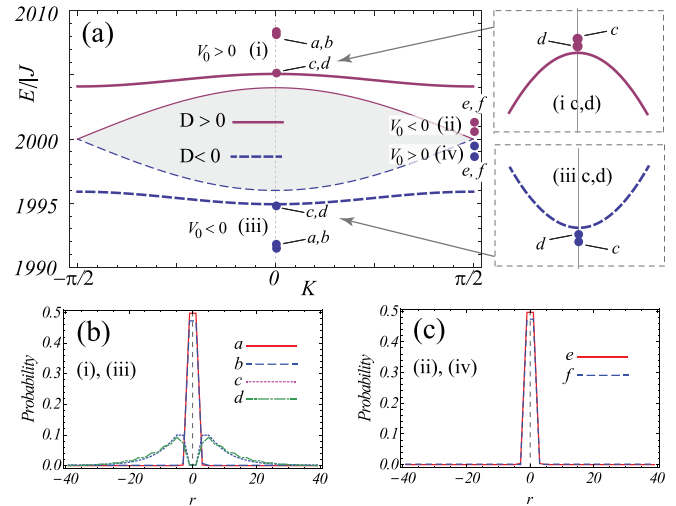 2010
2000
1995
1990
E/|J
(a)
V₀ > 0 (i)
a,b
c,d
D > 0
D < 0
e, f
V₀ < 0 (ii)
V₀ > 0 (iv)
e, f
V₀ < 0 (iii)
c,d
a,b
−π/2
0
K
π/2
c
d
(i c,d)
(iii c,d)
d
c
(b)
(i), (iii)
a
b
c
d
Probability
0.5
0.4
0.3
0.2
0.1
0.0
−40
−20
0
20
40
r
(c)
(ii), (iv)
e
f
Probability
0.5
0.4
0.3
0.2
0.1
0.0
−40
−20
0
20
40
r